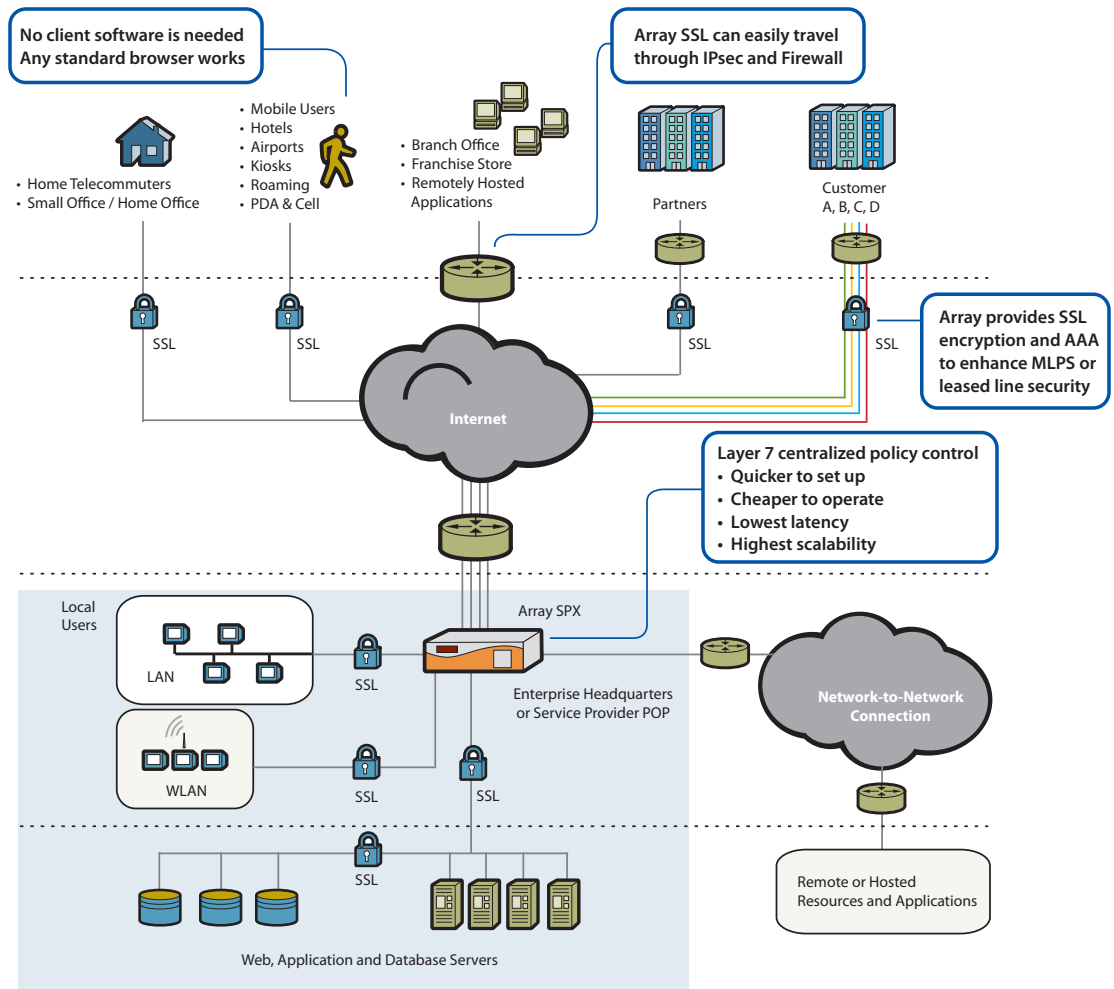 No client software is needed
Any standard browser works
Array SSL can easily travel
through IPsec and Firewall
• Home Telecommuters
• Small Office / Home Office
• Mobile Users
• Hotels
• Airports
• Kiosks
• Roaming
• PDA & Cell
• Branch Office
• Franchise Store
• Remotely Hosted
Applications
Partners
Customer
A, B, C, D
SSL
SSL
SSL
SSL
Array provides SSL
encryption and AAA
to enhance MLPS or
leased line security
Internet
Layer 7 centralized policy control
• Quicker to set up
• Cheaper to operate
• Lowest latency
• Highest scalability
Local
Users
LAN
SSL
Array SPX
Enterprise Headquarters
or Service Provider POP
Network-to-Network
Connection
WLAN
SSL
SSL
SSL
Remote or Hosted
Resources and Applications
Web, Application and Database Servers